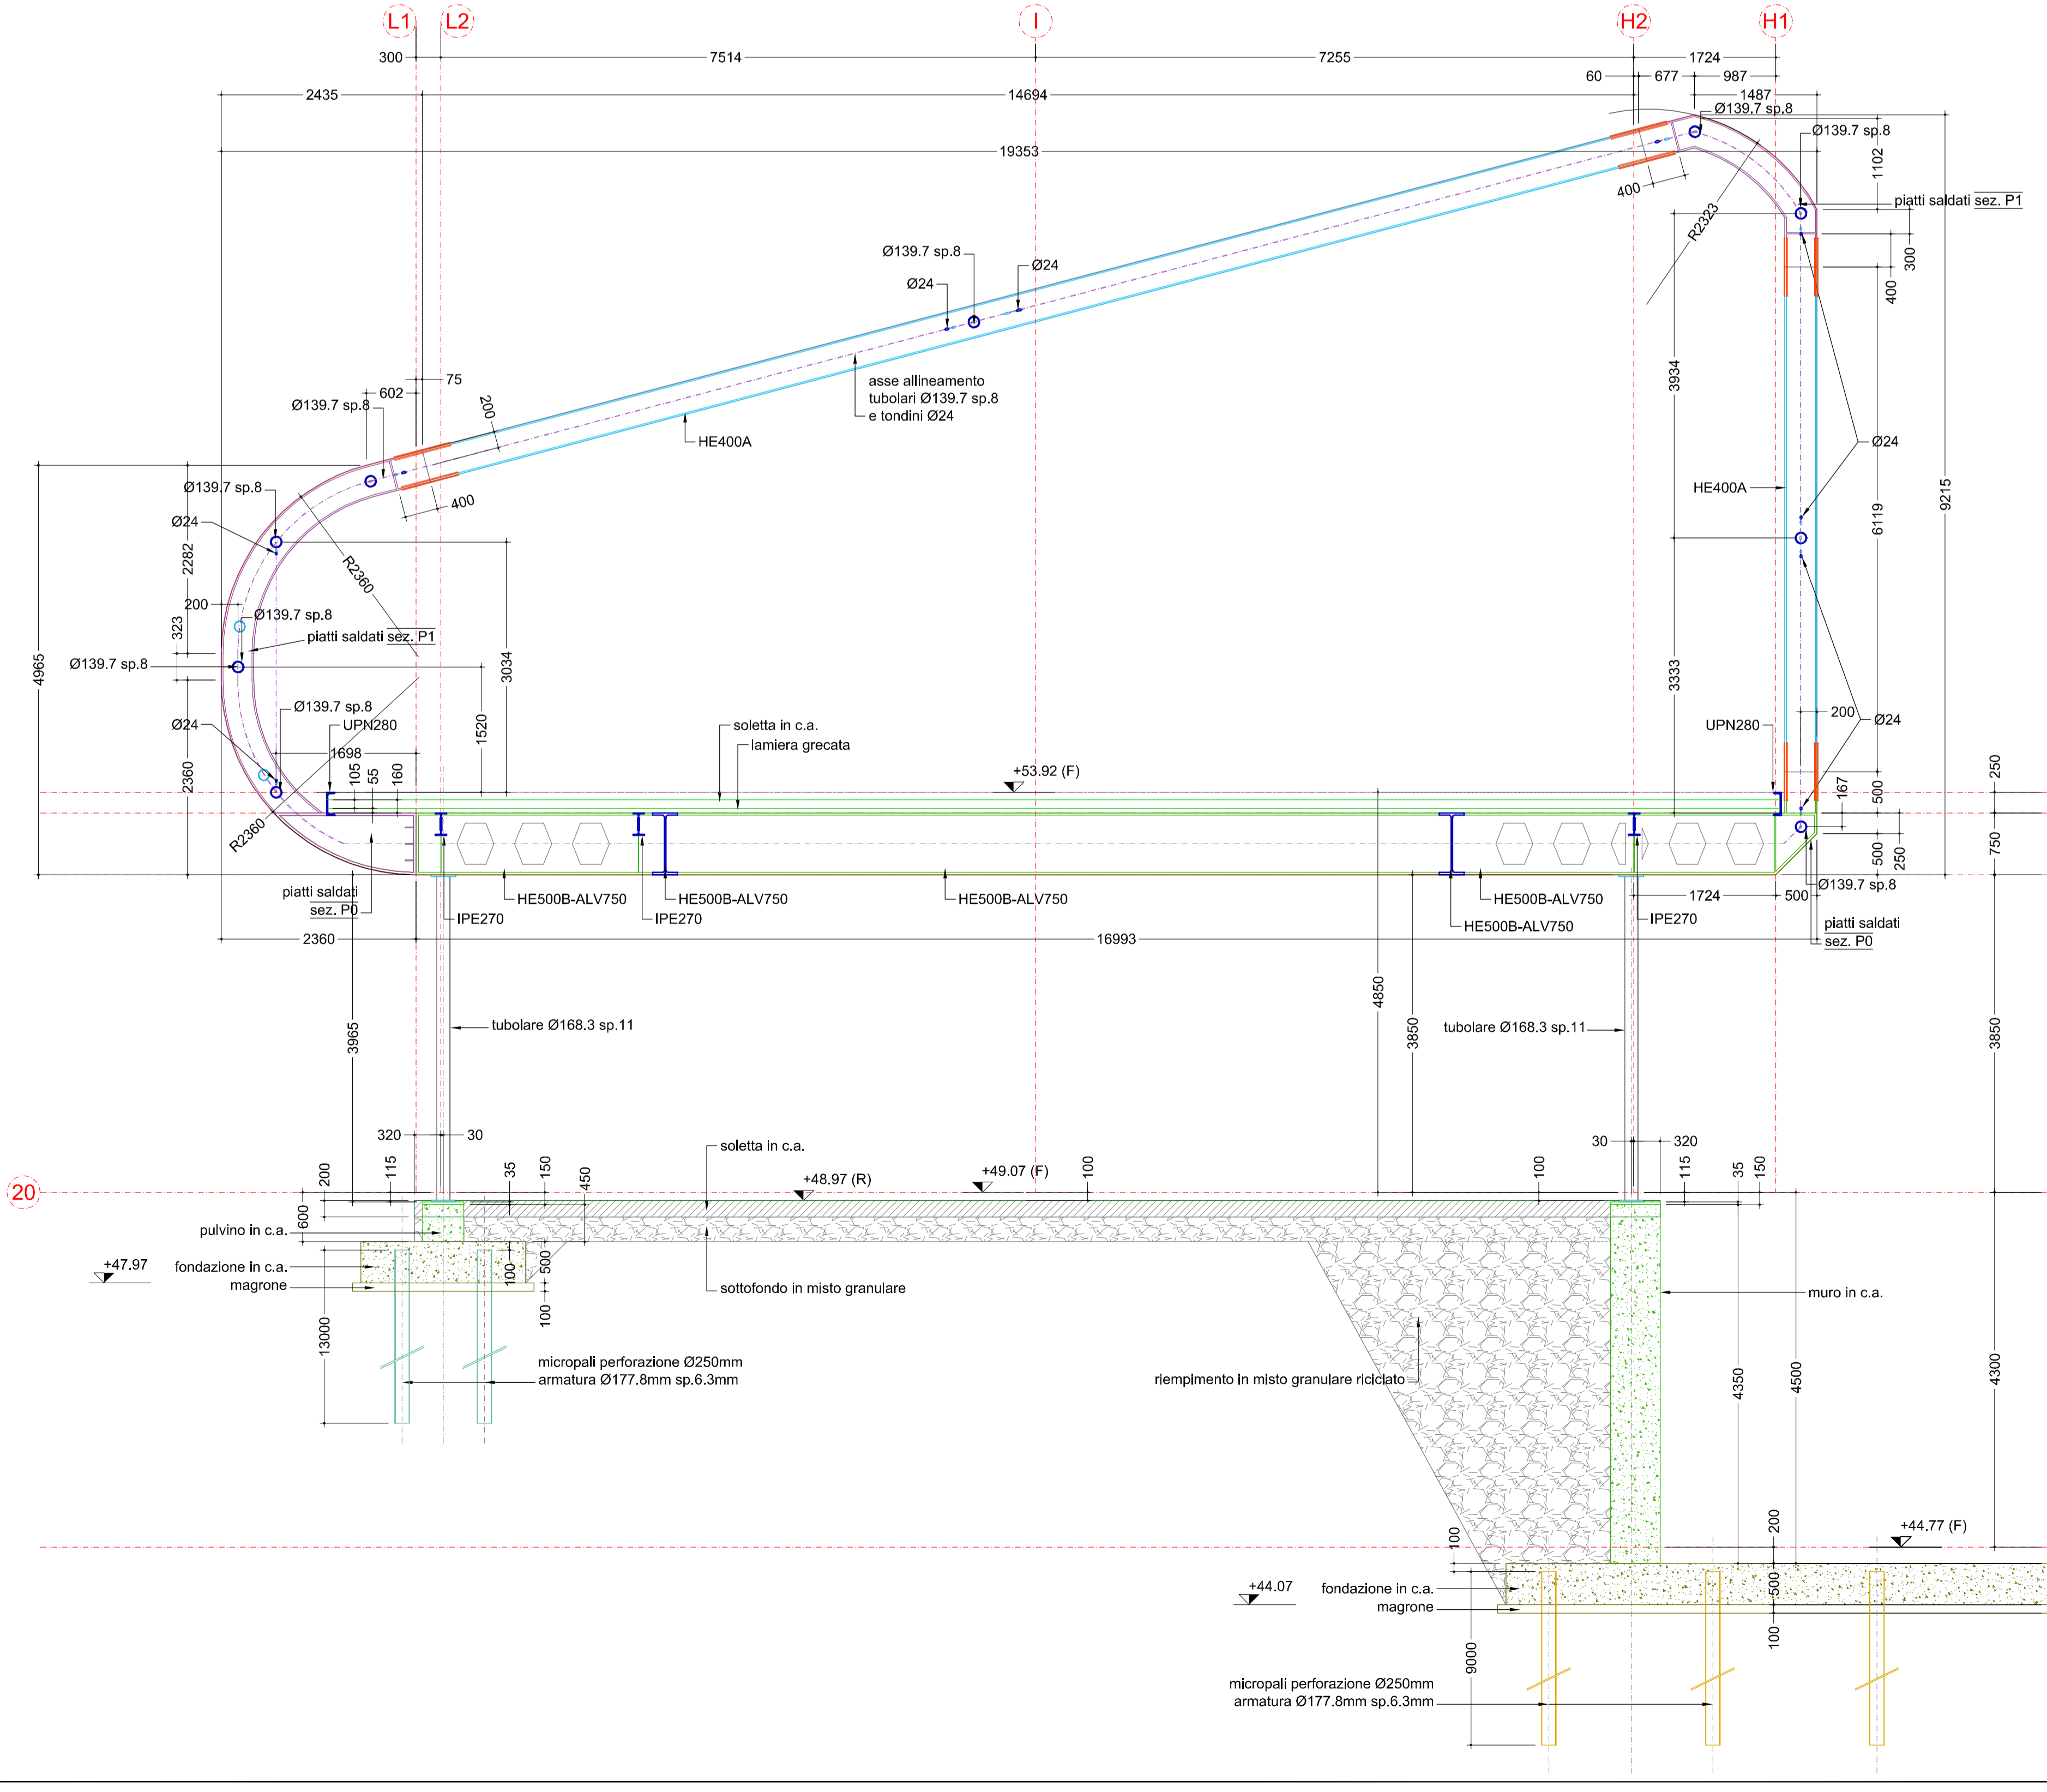 L1
L2
I
H2
H1
300
7514
7255
1724
60
677
987
2435
14694
1487
Ø139.7 sp.8
Ø139.7 sp.8
19353
1102
400
piatti saldati sez. P1
R2323
300
400
Ø139.7 sp.8
Ø24
Ø24
3934
75
602
asse allineamento
tubolari Ø139.7 sp.8
e tondini Ø24
Ø139.7 sp.8
200
HE400A
Ø24
Ø139.7 sp.8
400
HE400A
9215
6119
Ø24
2282
R2360
4965
200
323
Ø139.7 sp.8
piatti saldati sez. P1
Ø139.7 sp.8
3034
3333
1520
Ø139.7 sp.8
UPN280
Ø24
1698
soletta in c.a.
lamiera grecata
UPN280
200
Ø24
2360
105
55
160
+53.92 (F)
250
167
500
R2360
750
500
250
piatti saldati
sez. P0
HE500B-ALV750
HE500B-ALV750
HE500B-ALV750
HE500B-ALV750
1724
500
Ø139.7 sp.8
IPE270
IPE270
HE500B-ALV750
IPE270
piatti saldati
sez. P0
2360
16993
4850
3965
tubolare Ø168.3 sp.11
tubolare Ø168.3 sp.11
3850
3850
320
30
soletta in c.a.
30
320
200
115
35
150
450
+48.97 (R)
+49.07 (F)
100
100
115
35
150
20
600
pulvino in c.a.
+47.97
fondazione in c.a.
magrone
100
500
100
sottofondo in misto granulare
muro in c.a.
13000
micropali perforazione Ø250mm
armatura Ø177.8mm sp.6.3mm
riempimento in misto granulare riciclato
4350
4500
4300
100
200
+44.77 (F)
+44.07
fondazione in c.a.
magrone
500
100
9000
micropali perforazione Ø250mm
armatura Ø177.8mm sp.6.3mm